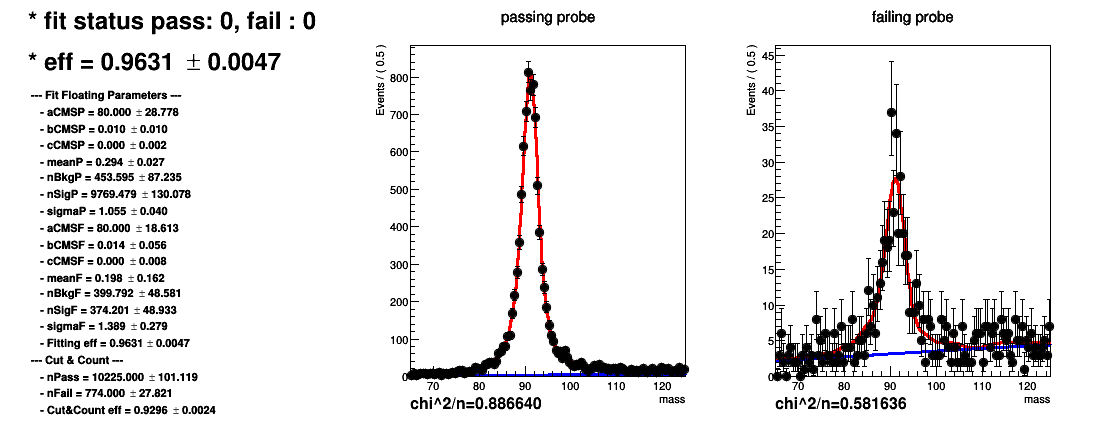 * fit status pass: 0, fail : 0
* eff = 0.9631 ± 0.0047
--- Fit Floating Parameters ---
- aCMSP = 80.000 ± 28.778
- bCMSP = 0.010 ± 0.010
- cCMSP = 0.000 ± 0.002
- meanP = 0.294 ± 0.027
- nBkgP = 453.595 ± 87.235
- nSigP = 9769.479 ± 130.078
- sigmaP = 1.055 ± 0.040
- aCMSF = 80.000 ± 18.613
- bCMSF = 0.014 ± 0.056
- cCMSF = 0.000 ± 0.008
- meanF = 0.198 ± 0.162
- nBkgF = 399.792 ± 48.581
- nSigF = 374.201 ± 48.933
- sigmaF = 1.389 ± 0.279
- Fitting eff = 0.9631 ± 0.0047
--- Cut & Count ---
- nPass = 10225.000 ± 101.119
- nFail = 774.000 ± 27.821
- Cut&Count eff = 0.9296 ± 0.0024
passing probe
Events / ( 0.5 )
800
700
600
500
400
300
200
100
0
70 80 90 100 110 120
mass
chi^2/n=0.886640
failing probe
Events / ( 0.5 )
45
40
35
30
25
20
15
10
5
0
70 80 90 100 110 120
mass
chi^2/n=0.581636